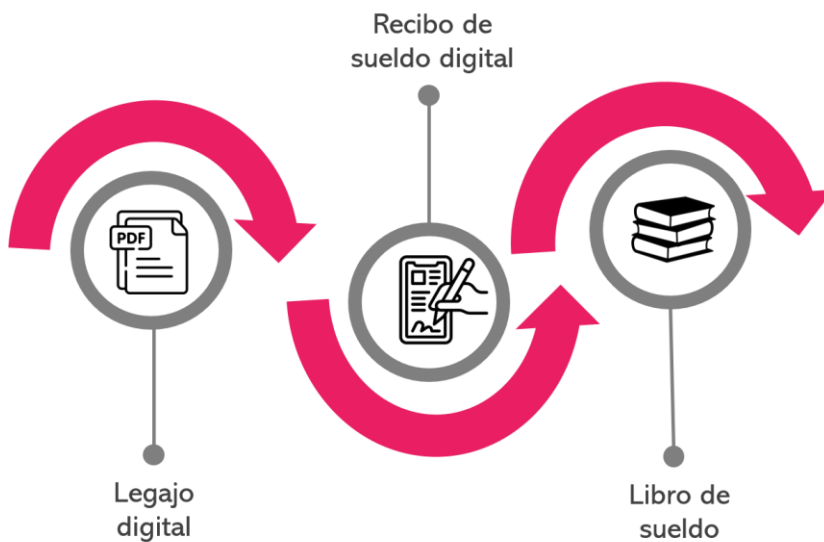 Recibo de
sueldo digital
PDF
Legajo
digital
Libro de
sueldo